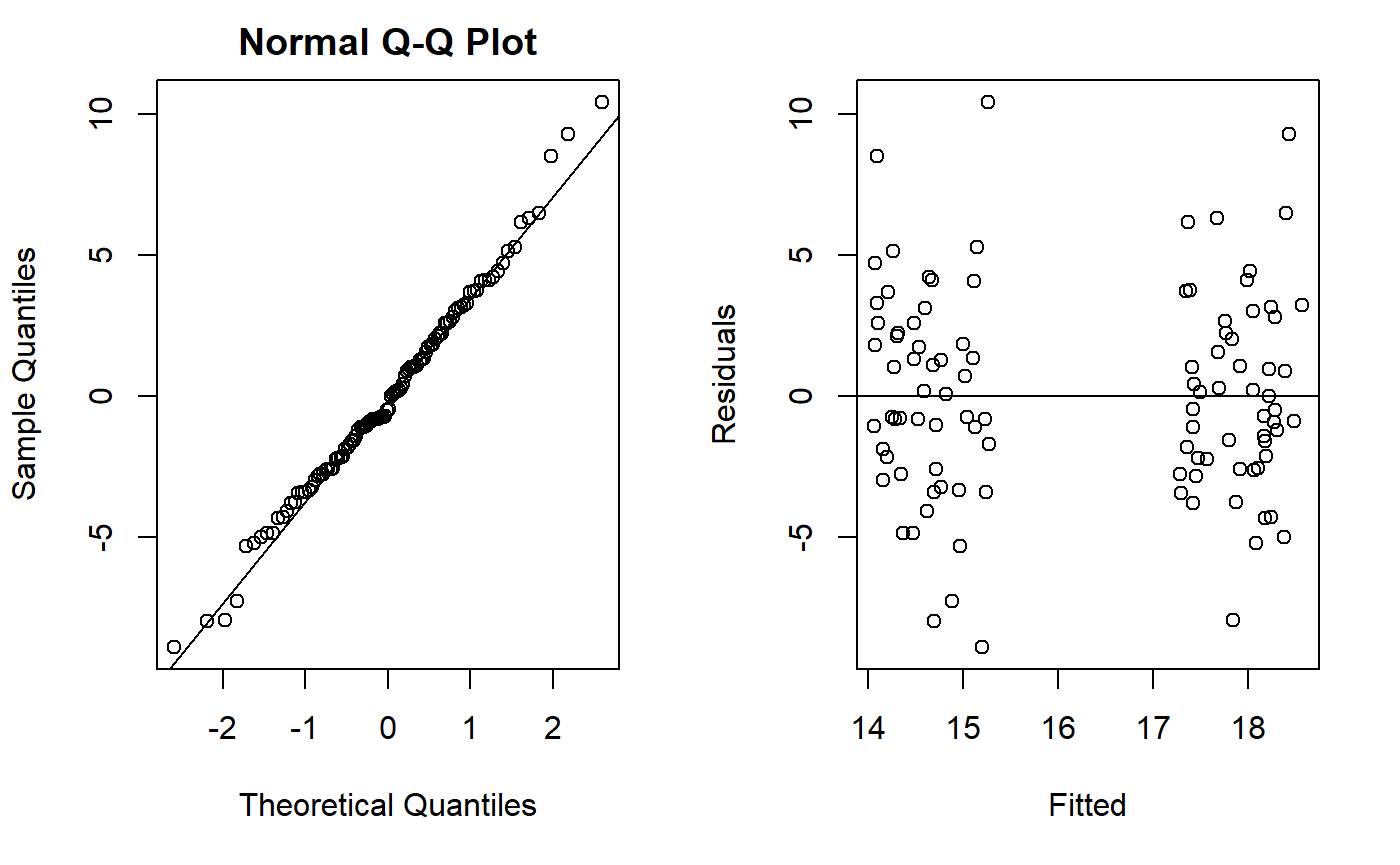 Normal Q-Q Plot
Sample Quantiles
10
5
0
-5
-2 -1 0 1 2
Theoretical Quantiles
Residuals
10
5
0
-5
14 15 16 17 18
Fitted